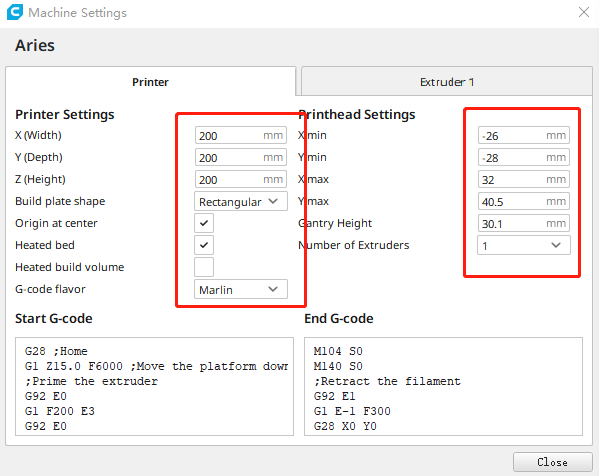 Machine Settings
Aries
Printer
Extruder 1
Printer Settings
X (Width) 200 mm
Y (Depth) 200 mm
Z (Height) 200 mm
Build plate shape Rectangular
Origin at center
Heated bed
Heated build volume
G-code flavor Marlin
Printhead Settings
X min -26 mm
Y min -28 mm
X max 32 mm
Y max 40.5 mm
Gantry Height 30.1 mm
Number of Extruders 1
Start G-code
G28 ;Home
G1 Z15.0 F6000 ;Move the platform down
;Prime the extruder
G92 E0
G1 F200 E3
G92 E0
End G-code
M104 S0
M140 S0
;Retract the filament
G92 E1
G1 E-1 F300
G28 X0 Y0
Close